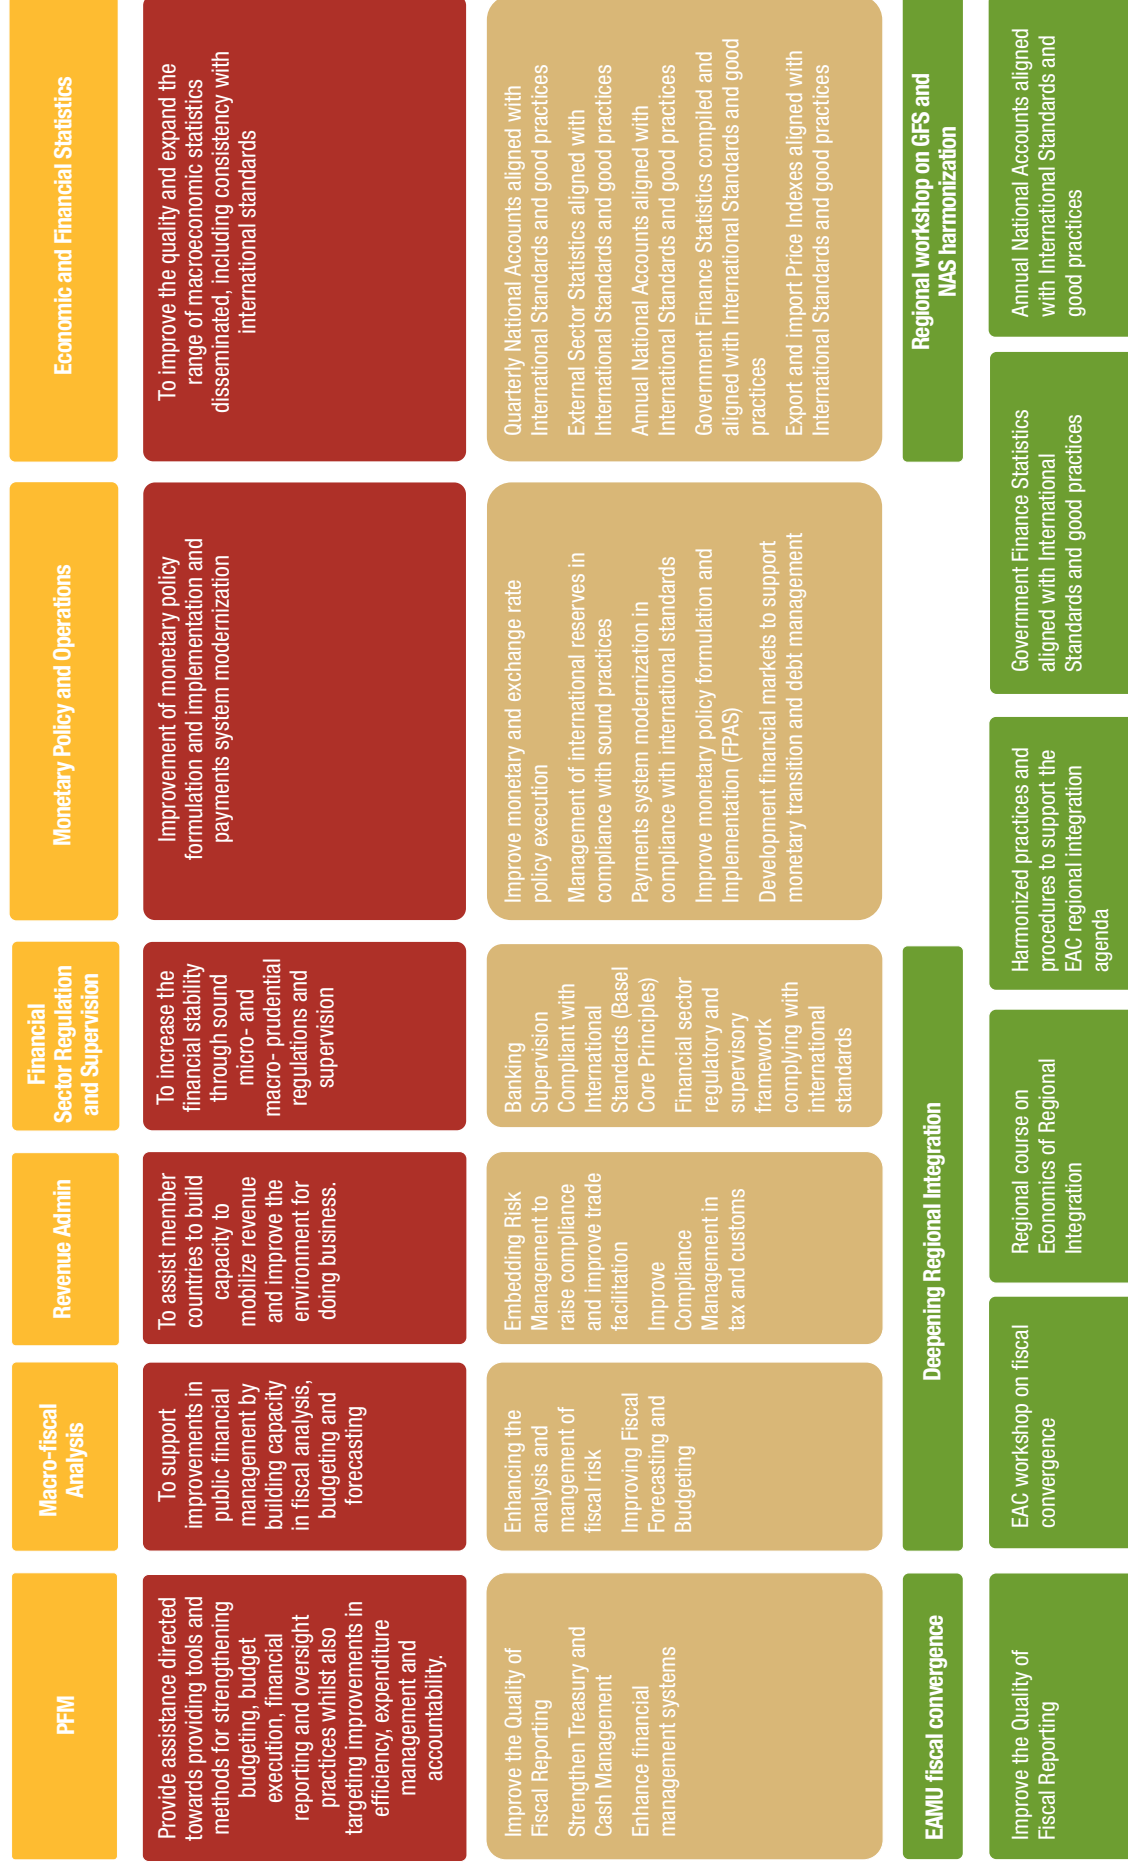 PFM
Macro-fiscal
Analysis
Revenue Admin
Financial
Sector Regulation
and Supervision
Monetary Policy and Operations
Economic and Financial Statistics
Provide assistance directed
towards providing tools and
methods for strengthening
budgeting, budget
execution, financial
reporting and oversight
practices whilst also
targeting improvements in
efficiency, expenditure
management and
accountability.
To support
improvements in
public financial
management by
building capacity
in fiscal analysis,
budgeting and
forecasting
To assist member
countries to build
capacity to
mobilize revenue
and improve the
environment for
doing business.
To increase the
financial stability
through sound
micro- and
macro- prudential
regulations and
supervision
Improvement of monetary policy
formulation and implementation and
payments system modernization
To improve the quality and expand the
range of macroeconomic statistics
disseminated, including consistency with
international standards
Improve the Quality of
Fiscal Reporting
Strengthen Treasury and
Cash Management
Enhance financial
management systems
Enhancing the
analysis and
mangement of
fiscal risk
Improving Fiscal
Forecasting and
Budgeting
Embedding Risk
Management to
raise compliance
and improve trade
facilitation
Improve
Compliance
Management in
tax and customs
Banking
Supervision
Compliant with
International
Standards (Basel
Core Principles)
Financial sector
regulatory and
supervisory
framework
complying with
international
standards
Improve monetary and exchange rate
policy execution
Management of international reserves in
compliance with sound practices
Payments system modernization in
compliance with international standards
Improve monetary policy formulation and
Implementation (FPAS)
Development financial markets to support
monetary transition and debt management
Quarterly National Accounts aligned with
International Standards and good practices
External Sector Statistics aligned with
International Standards and good practices
Annual National Accounts aligned with
International Standards and good practices
Government Finance Statistics compiled and
aligned with International Standards and good
practices
Export and import Price Indexes aligned with
International Standards and good practices
EAMU fiscal convergence
Deepening Regional Integration
Regional workshop on GFS and
NAS harmonization
Improve the Quality of
Fiscal Reporting
EAC workshop on fiscal
convergence
Regional course on
Economics of Regional
Integration
Harmonized practices and
procedures to support the
EAC regional integration
agenda
Government Finance Statistics
aligned with International
Standards and good practices
Annual National Accounts aligned
with International Standards and
good practices